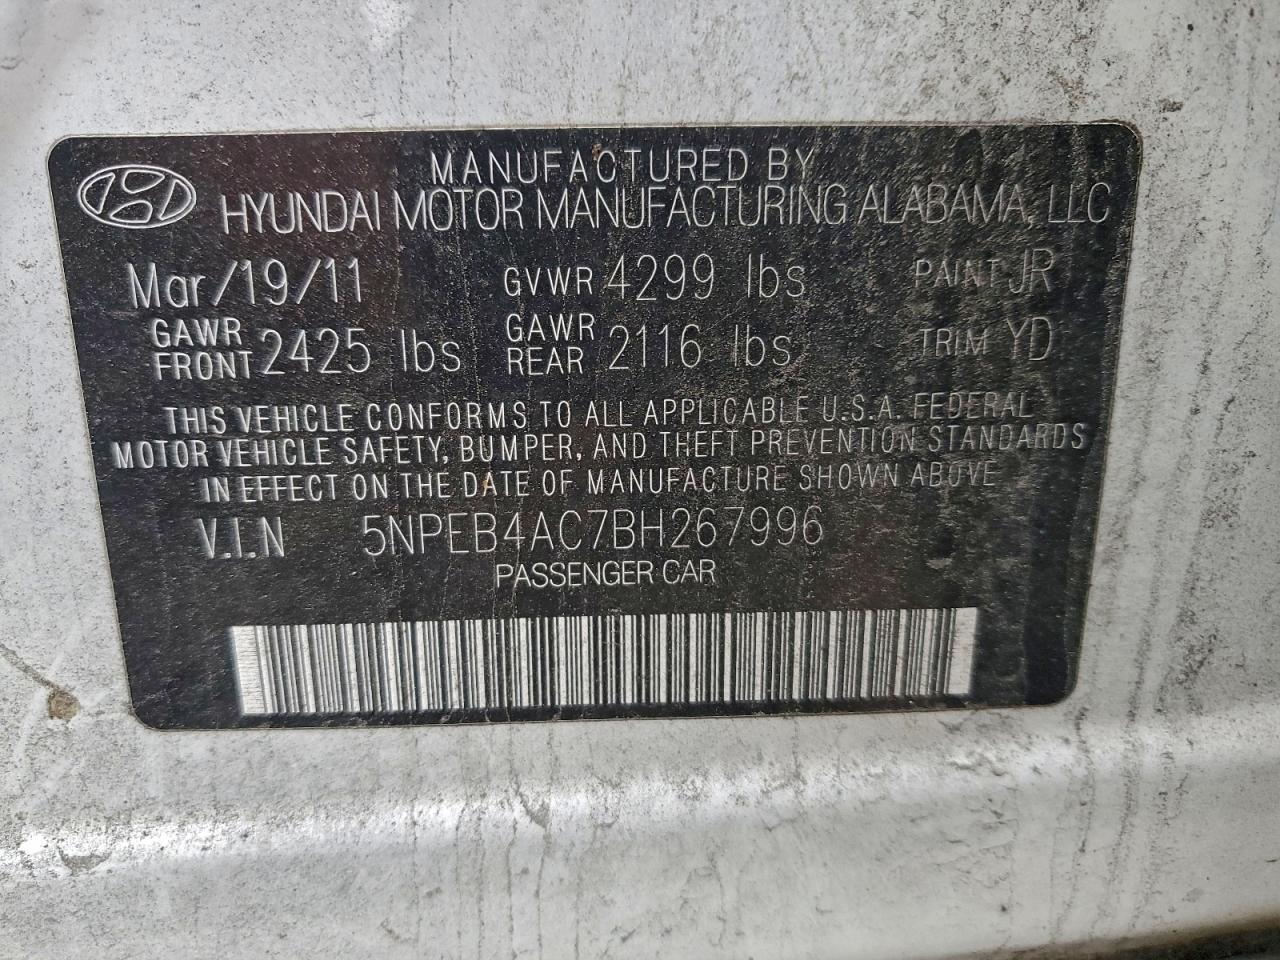 MANUFACTURED BY
HYUNDAI MOTOR MANUFACTURING ALABAMA, LLC
Mar/19/11 GVWR 4299 lbs PAINT JR
GAWR FRONT 2425 lbs GAWR REAR 2116 lbs TRIM YD
THIS VEHICLE CONFORMS TO ALL APPLICABLE U.S.A. FEDERAL
MOTOR VEHICLE SAFETY, BUMPER, AND THEFT PREVENTION STANDARDS
IN EFFECT ON THE DATE OF MANUFACTURE SHOWN ABOVE
V.I.N 5NPEB4AC7BH267996
PASSENGER CAR